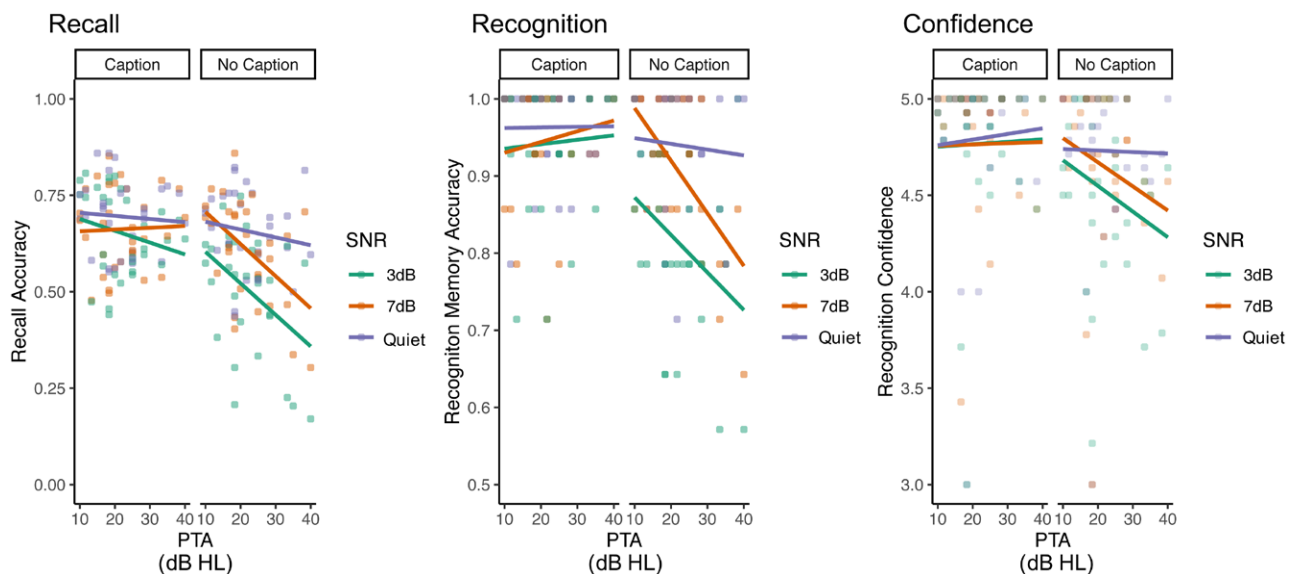 Recall
Caption
No Caption
1.00
0.75
0.50
0.25
0.00
Recall Accuracy
10 20 30 40 10 20 30 40
PTA
(dB HL)
SNR
3dB
7dB
Quiet
Recognition
Caption
No Caption
1.0
0.9
0.8
0.7
0.6
0.5
Recogniton Memory Accuracy
10 20 30 40 10 20 30 40
PTA
(dB HL)
SNR
3dB
7dB
Quiet
Confidence
Caption
No Caption
5.0
4.5
4.0
3.5
3.0
Recognition Confidence
10 20 30 40 10 20 30 40
PTA
(dB HL)
SNR
3dB
7dB
Quiet